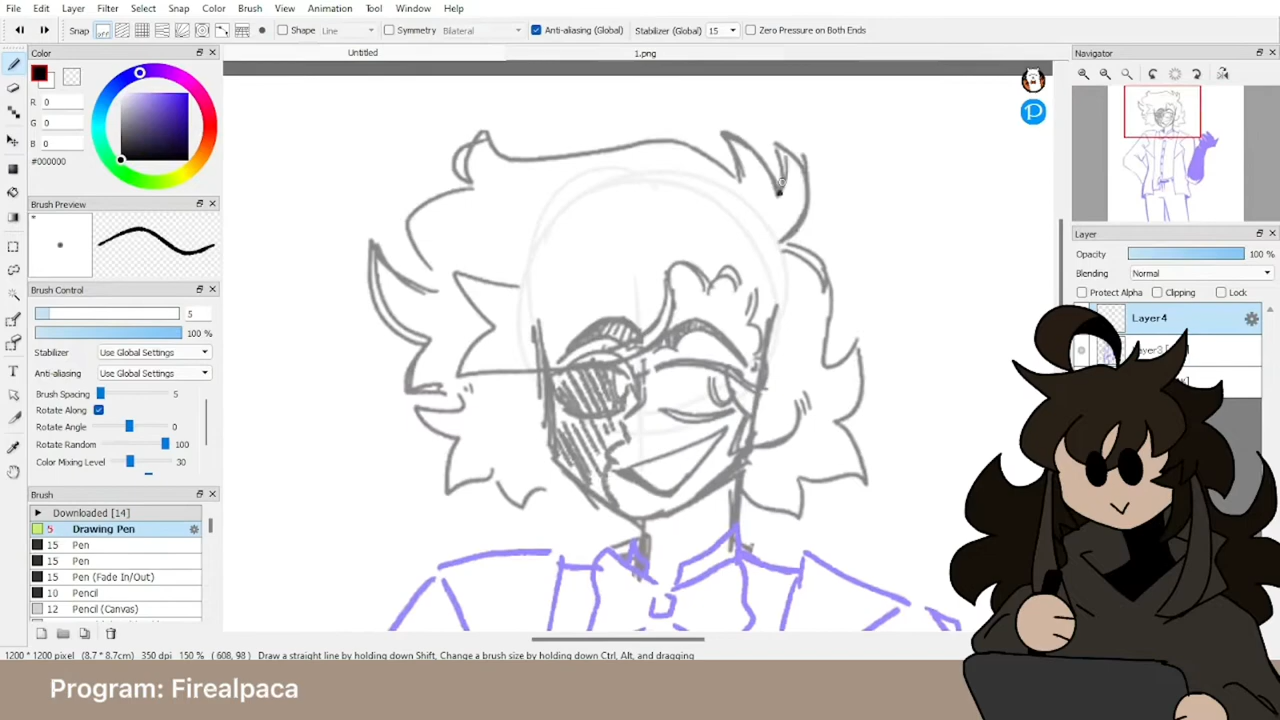 File Edit Layer Filter Select Snap Color Brush View Animation Tool Window Help
Snap off Shape Line Symmetry Bilateral Anti-aliasing (Global) Stabilizer (Global) 15 Zero Pressure on Both Ends
Color
Untitled
1.png
Navigator
R 0
G 0
B 0
#000000
Brush Preview
Layer
Opacity 100 %
Blending Normal
Protect Alpha Clipping Lock
Layer4
Brush Control
5
100 %
Stabilizer Use Global Settings
Anti-aliasing Use Global Settings
Brush Spacing 5
Rotate Along
Rotate Angle 0
Rotate Random 100
Color Mixing Level 30
Brush
Downloaded [14]
5 Drawing Pen
15 Pen
15 Pen
15 Pen (Fade In/Out)
10 Pencil
12 Pencil (Canvas)
1200 * 1200 pixel (8.7 * 8.7cm) 350 dpi 150 % ( 608, 98 ) Draw a straight line by holding down Shift, Change a brush size by holding down Ctrl, Alt, and dragging
Program: Firealpaca